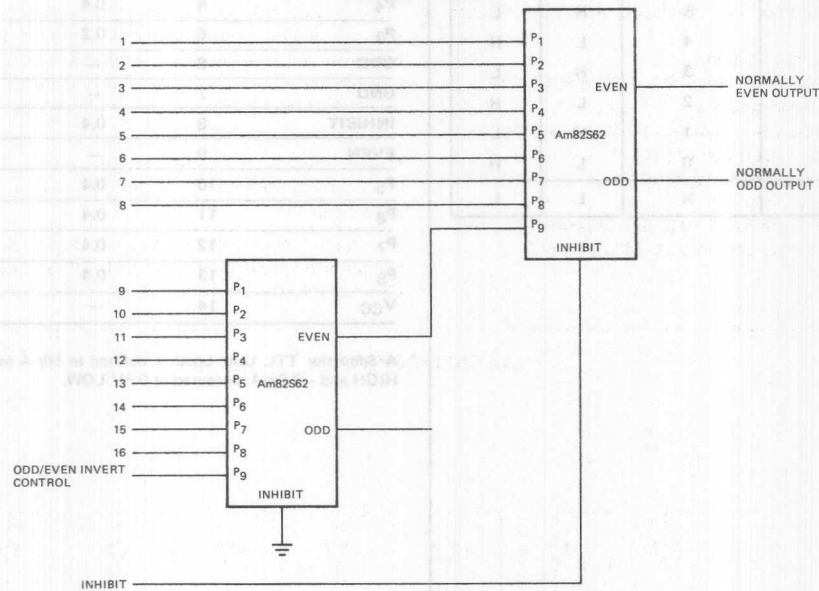 1
2
3
4
5
6
7
8
P1
P2
P3
P4
P5
P6
P7
P8
P9
EVEN
Am82S62
ODD
INHIBIT
NORMALLY
EVEN OUTPUT
NORMALLY
ODD OUTPUT
9
10
11
12
13
14
15
16
ODD/EVEN INVERT
CONTROL
P1
P2
P3
P4
P5
P6
P7
P8
P9
EVEN
Am82S62
ODD
INHIBIT
INHIBIT